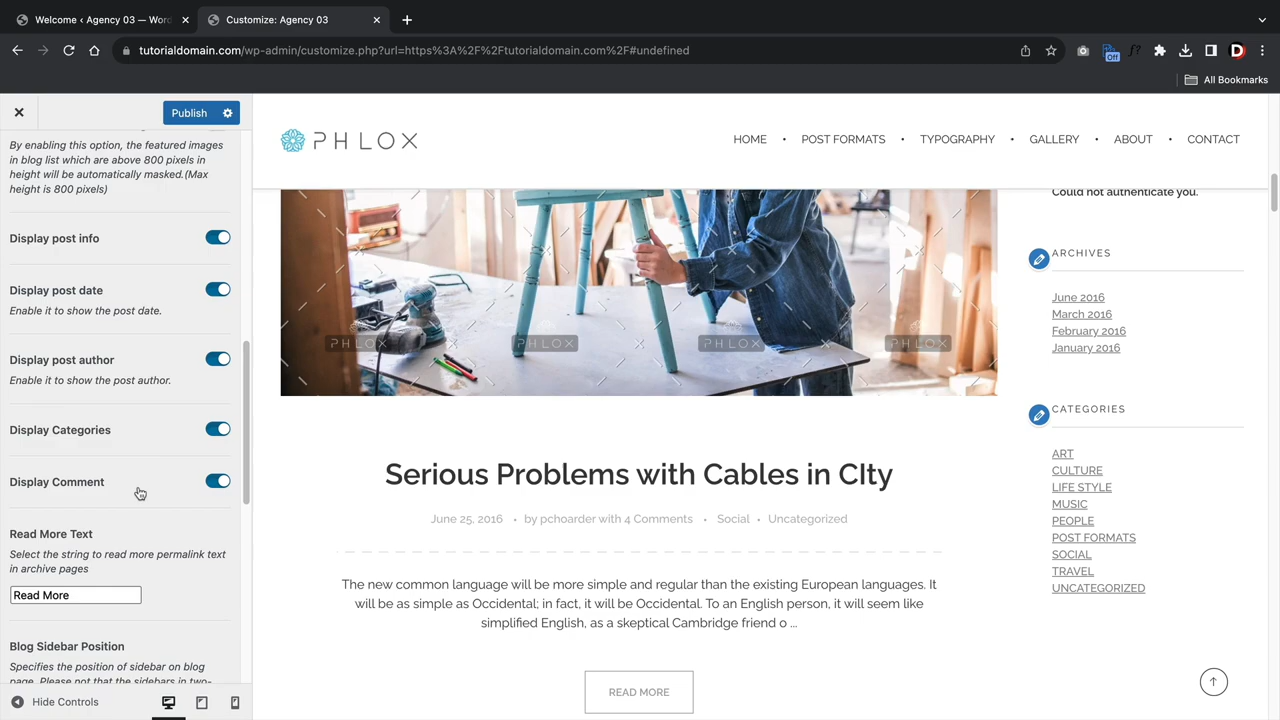 Welcome ‹ Agency 03 — Word
Customize: Agency 03
tutorialdomain.com/wp-admin/customize.php?url=https%3A%2F%2Ftutorialdomain.com%2F#undefined
f?
Off
D
All Bookmarks
Publish
By enabling this option, the featured images
in blog list which are above 800 pixels in
height will be automatically masked.(Max
height is 800 pixels)
Display post info
Display post date
Enable it to show the post date.
Display post author
Enable it to show the post author.
Display Categories
Display Comment
Read More Text
Select the string to read more permalink text
in archive pages
Read More
Blog Sidebar Position
Specifies the position of sidebar on blog
page. Please not that the sidebars in two-
Hide Controls
PHLOX
HOME • POST FORMATS • TYPOGRAPHY • GALLERY • ABOUT • CONTACT
PHLOX PHLOX PHLOX PHLOX
Serious Problems with Cables in CIty
June 25, 2016 • by pchoarder with 4 Comments • Social • Uncategorized
The new common language will be more simple and regular than the existing European languages. It
will be as simple as Occidental; in fact, it will be Occidental. To an English person, it will seem like
simplified English, as a skeptical Cambridge friend o ...
READ MORE
Could not authenticate you.
ARCHIVES
June 2016
March 2016
February 2016
January 2016
CATEGORIES
ART
CULTURE
LIFE STYLE
MUSIC
PEOPLE
POST FORMATS
SOCIAL
TRAVEL
UNCATEGORIZED